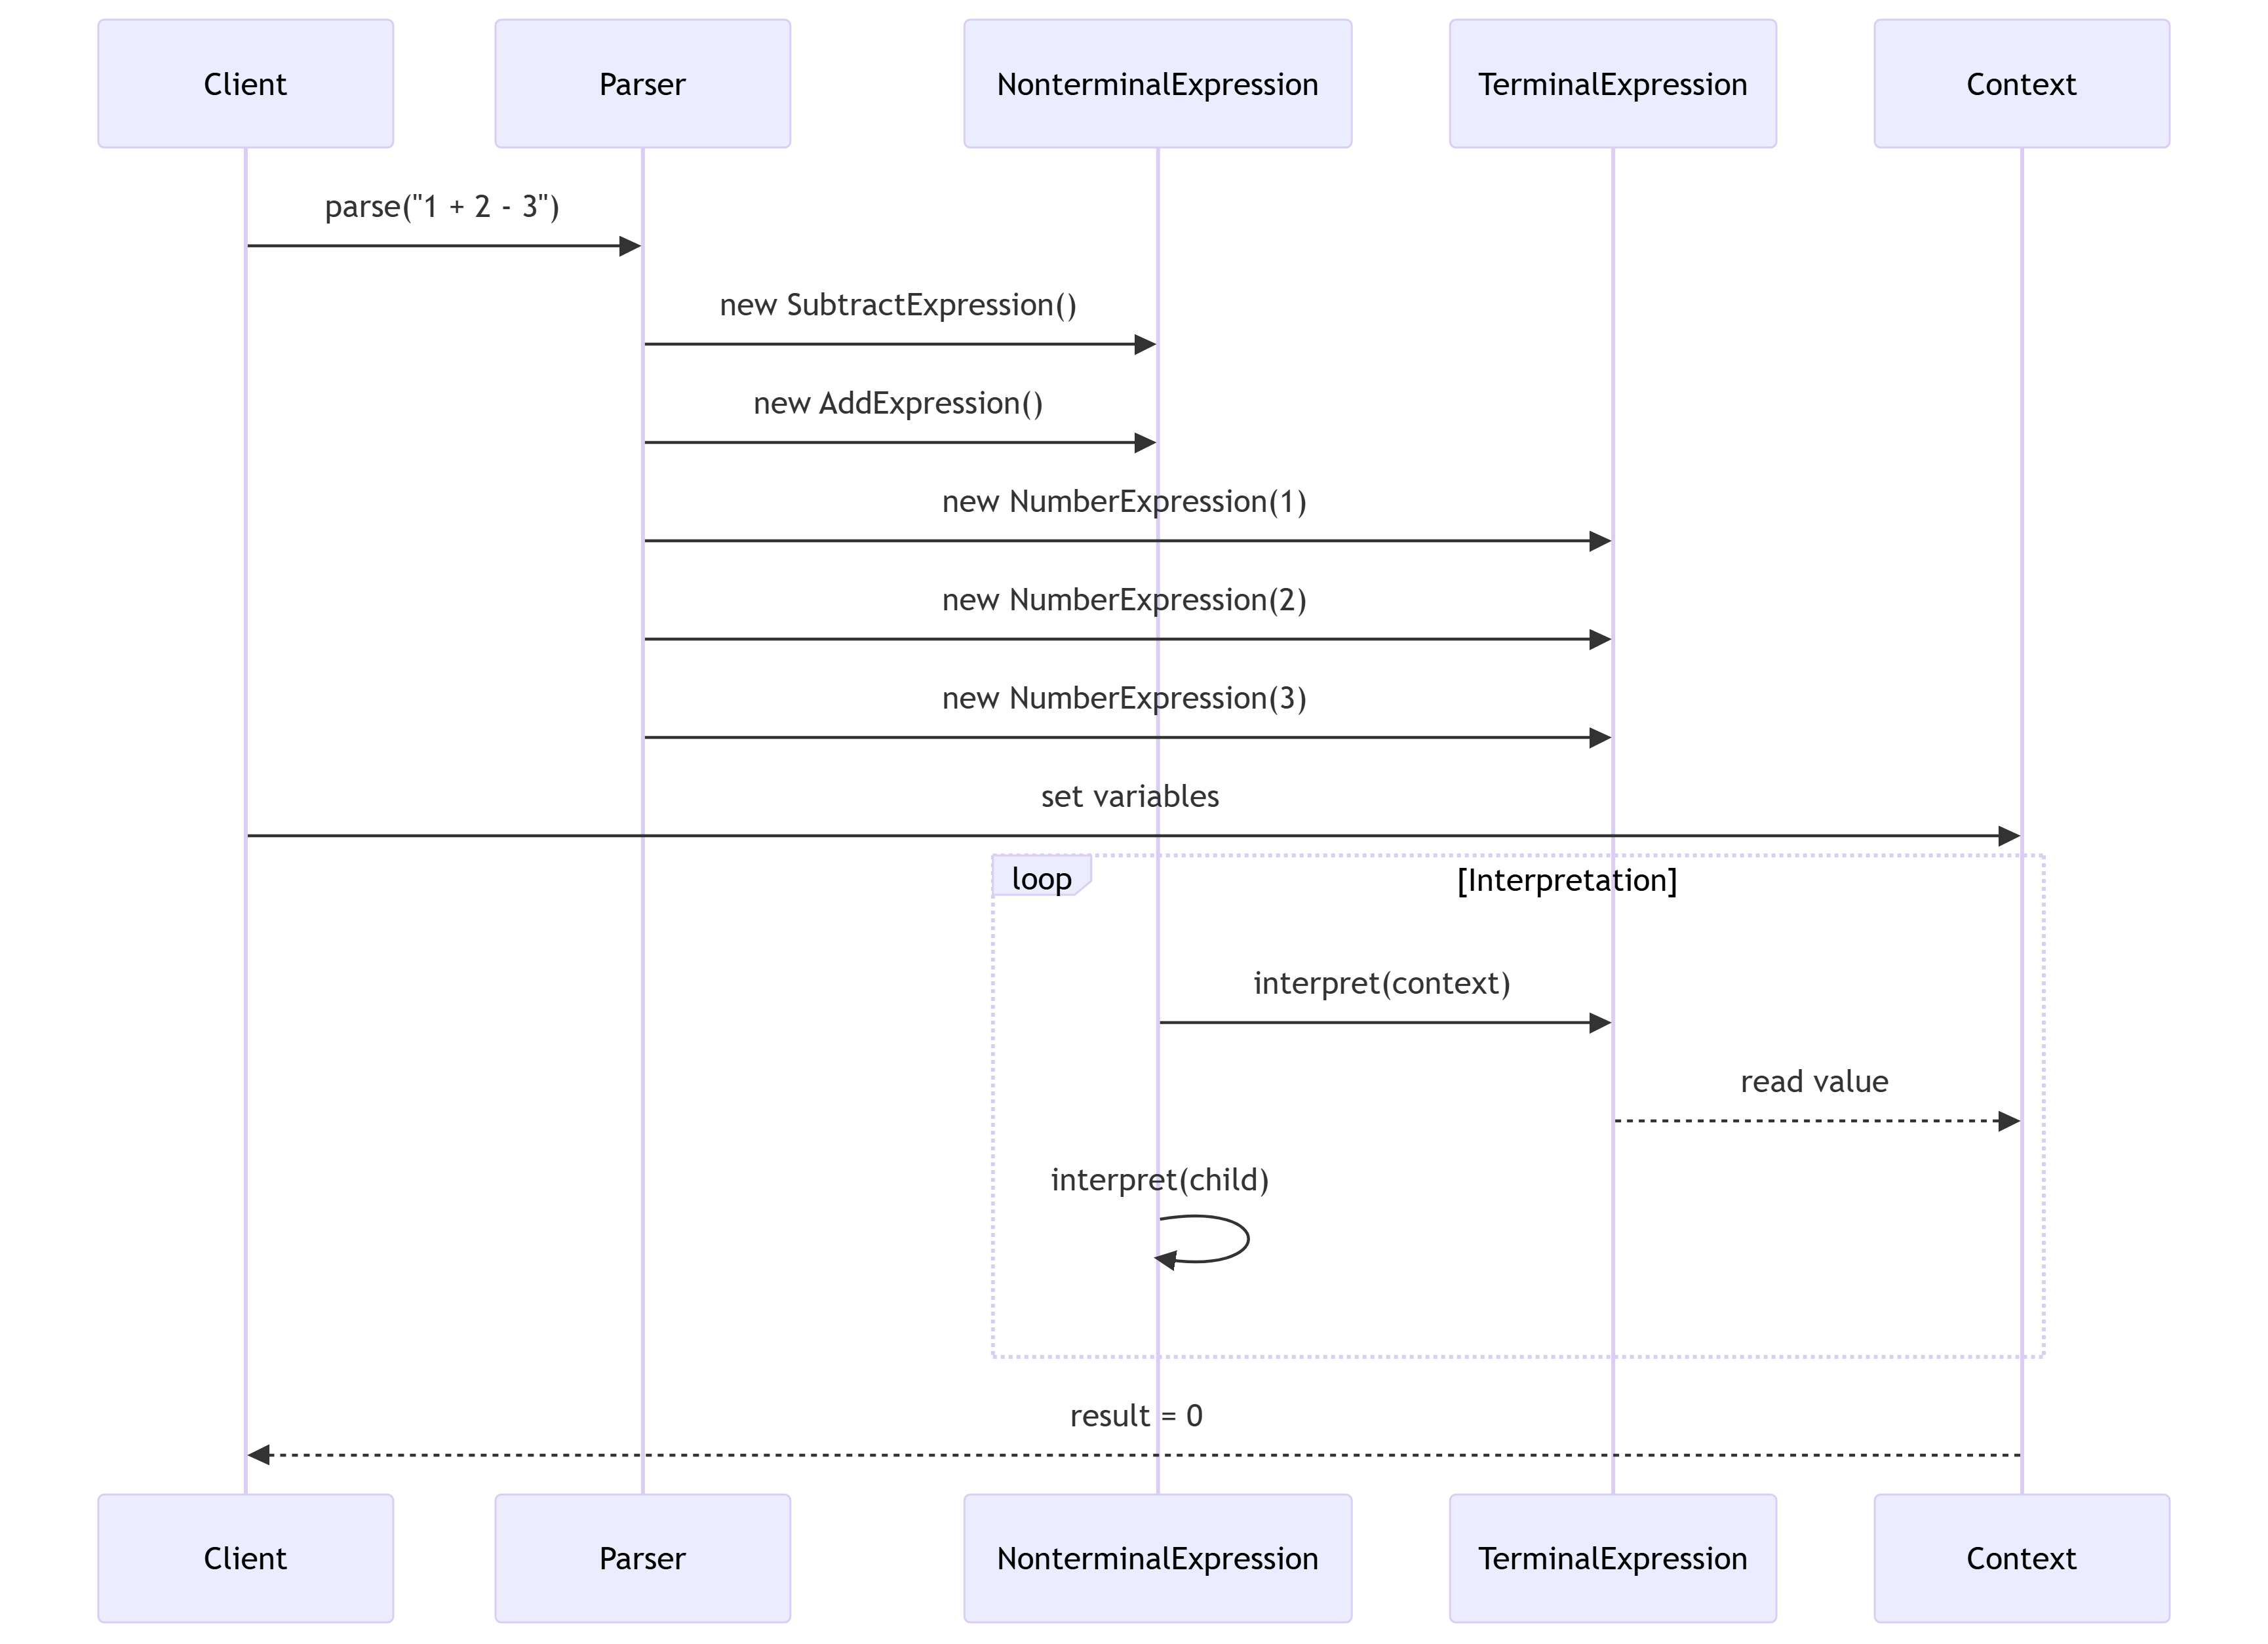 Client
Parser
NonterminalExpression
TerminalExpression
Context
parse("1 + 2 - 3")
new SubtractExpression()
new AddExpression()
new NumberExpression(1)
new NumberExpression(2)
new NumberExpression(3)
set variables
loop
[Interpretation]
interpret(context)
read value
interpret(child)
result = 0
Client
Parser
NonterminalExpression
TerminalExpression
Context